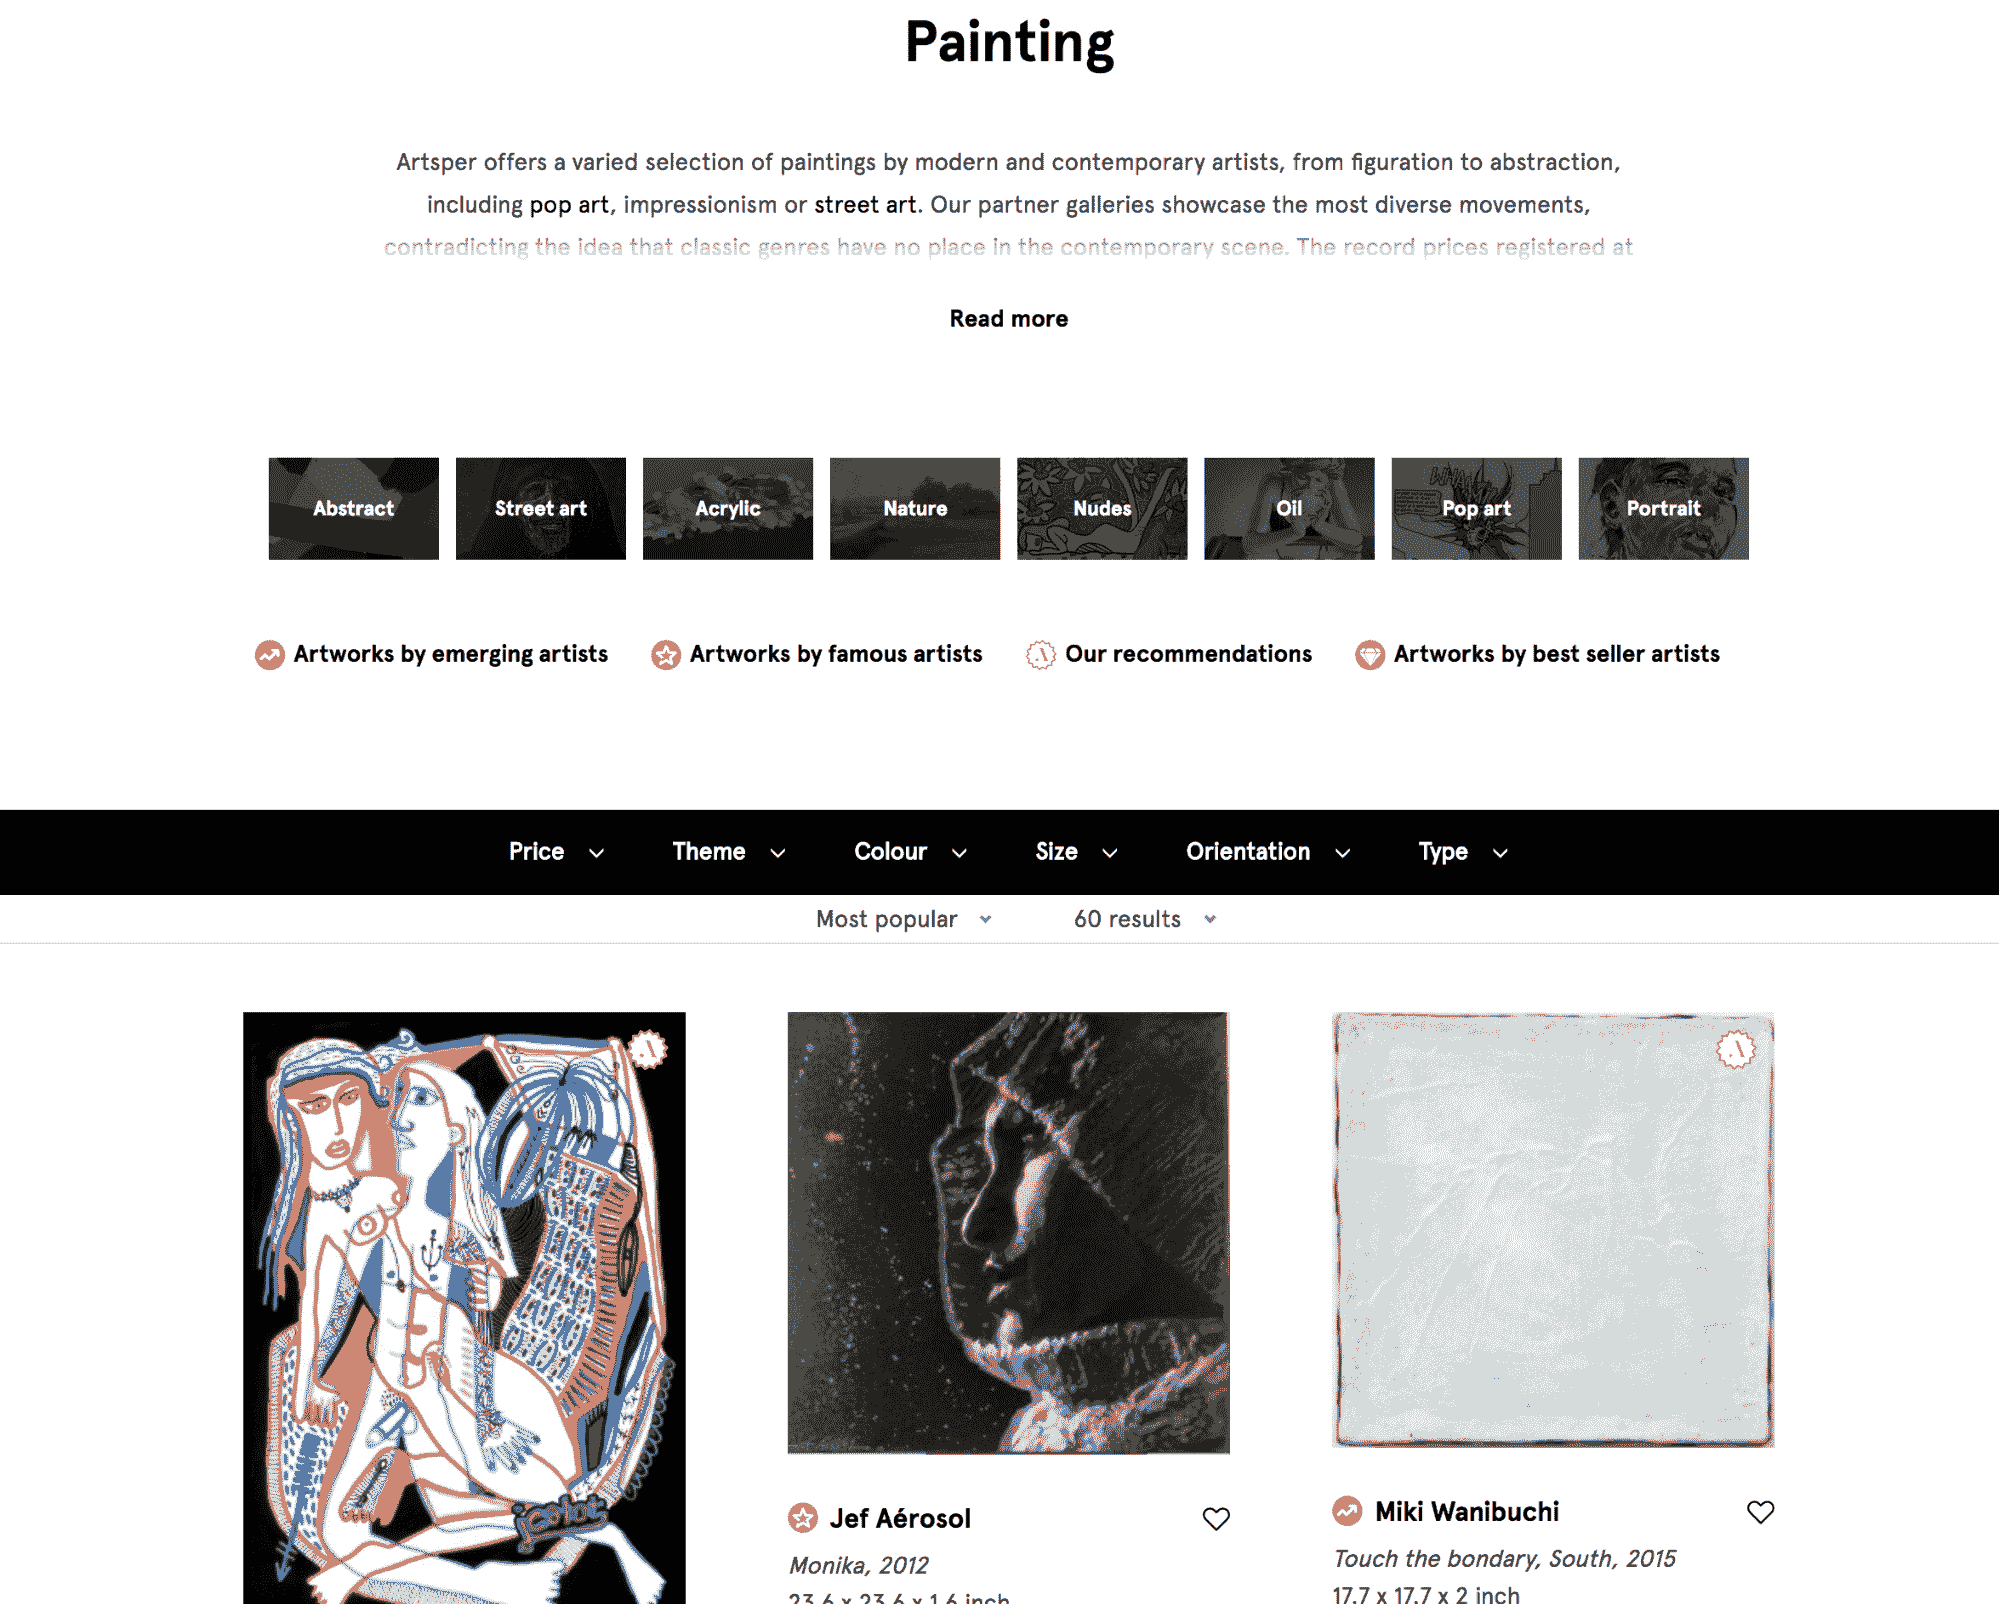 Painting
Artsper offers a varied selection of paintings by modern and contemporary artists, from figuration to abstraction,
including pop art, impressionism or street art. Our partner galleries showcase the most diverse movements,
contradicting the idea that classic genres have no place in the contemporary scene. The record prices registered at
Read more
Abstract Street art Acrylic Nature Nudes Oil Pop art Portrait
Artworks by emerging artists Artworks by famous artists Our recommendations Artworks by best seller artists
Price Theme Colour Size Orientation Type
Most popular 60 results
Jef Aérosol
Monika, 2012
23.6 x 23.6 x 1.6 inch
Miki Wanibuchi
Touch the bondary, South, 2015
17.7 x 17.7 x 2 inch